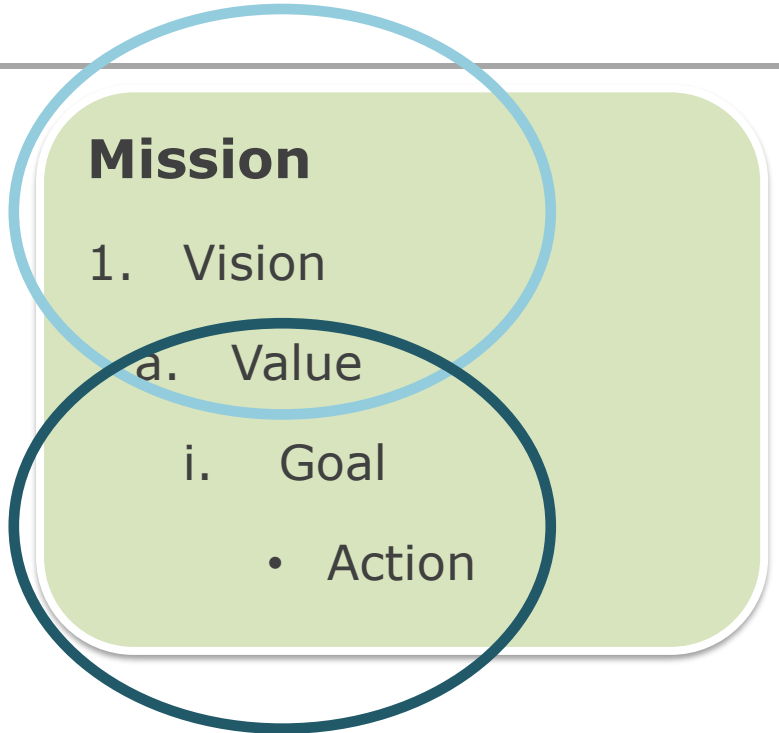 Mission
1. Vision
a. Value
i. Goal
• Action